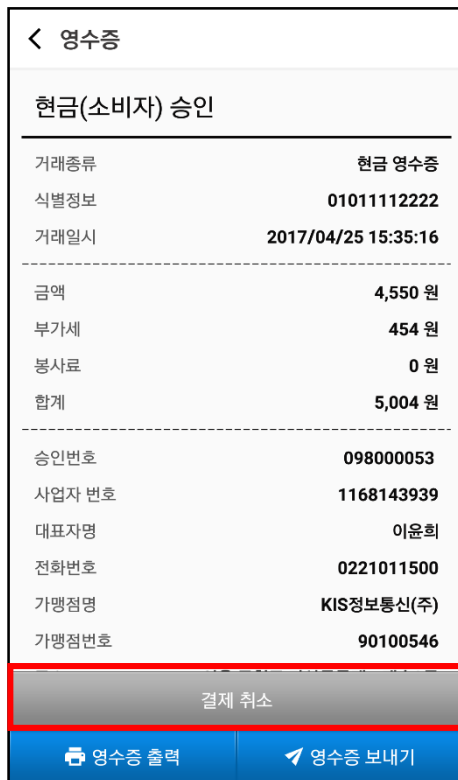 영수증
현금(소비자) 승인
거래종류 현금 영수증
식별정보 01011112222
거래일시 2017/04/25 15:35:16
금액 4,550 원
부가세 454 원
봉사료 0 원
합계 5,004 원
승인번호 098000053
사업자 번호 1168143939
대표자명 이윤희
전화번호 0221011500
가맹점명 KIS정보통신(주)
가맹점번호 90100546
결제 취소
영수증 출력 영수증 보내기